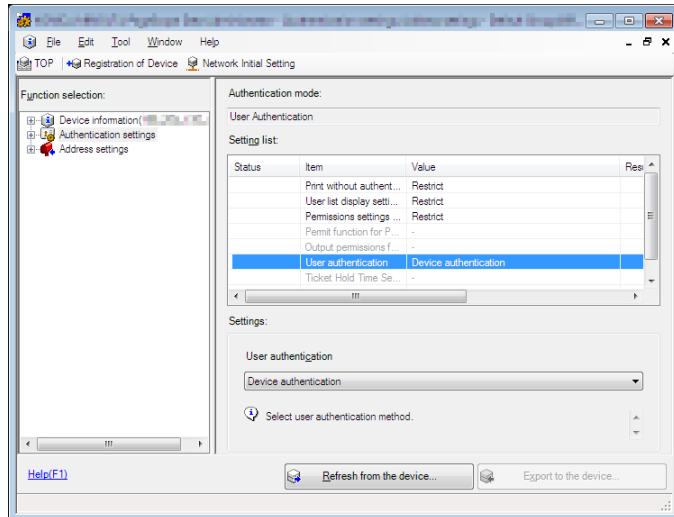 File Edit Tool Window Help
TOP Registration of Device Network Initial Setting
Function selection:
Device information(
Authentication settings
Address settings
Authentication mode:
User Authentication
Setting list:
Status Item Value Res
Print without authent... Restrict
User list display setti... Restrict
Permissions settings ... Restrict
Permit function for P... -
Output permissions f... -
User authentication Device authentication
Ticket Hold Time Se... -
Settings:
User authentication
Device authentication
Select user authentication method.
Help(F1)
Refresh from the device...
Export to the device...